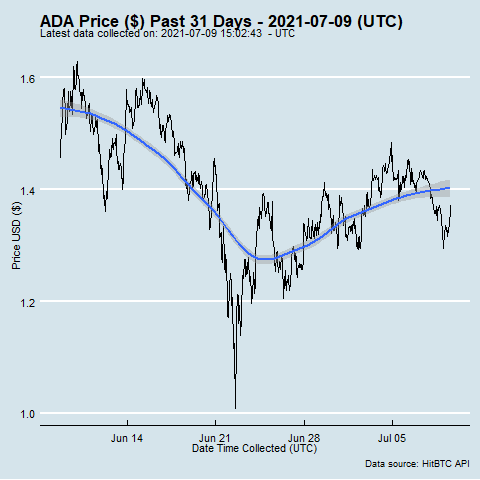 ADA Price ($) Past 31 Days - 2021-07-09 (UTC)
Latest data collected on: 2021-07-09 15:02:43 - UTC
1.6
1.4
1.2
1.0
Price USD ($)
Jun 14
Jun 21
Jun 28
Jul 05
Date Time Collected (UTC)
Data source: HitBTC API